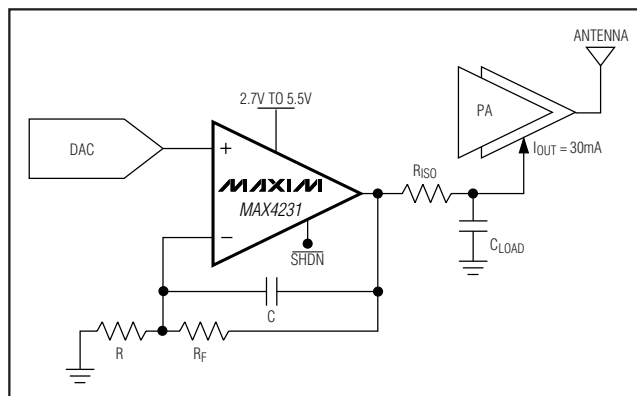 ANTENNA
2.7V TO 5.5V
PA
DAC
+
IOUT = 30mA
RISO
MAXIM
MAX4231
−
SHDN
CLOAD
C
R
RF